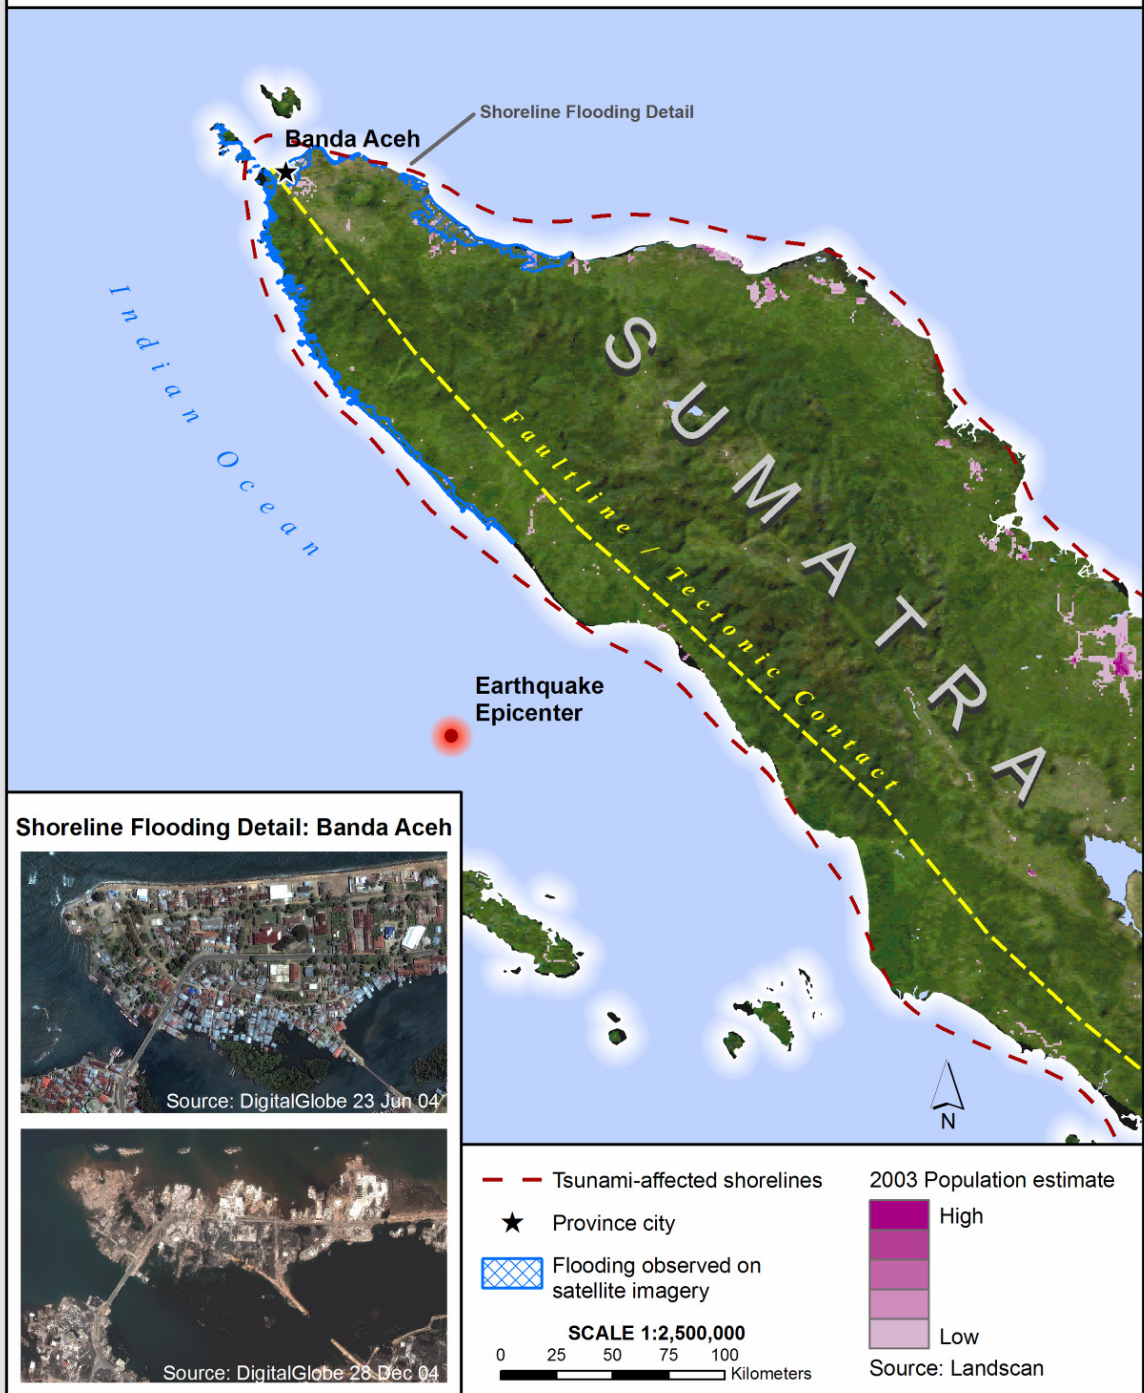 Shoreline Flooding Detail
Banda Aceh
Indian Ocean
SUMATRA
Faultline / Tectonic Contact
Earthquake
Epicenter
N
Shoreline Flooding Detail: Banda Aceh
Source: DigitalGlobe 23 Jun 04
Source: DigitalGlobe 28 Dec 04
Tsunami-affected shorelines
Province city
Flooding observed on
satellite imagery
SCALE 1:2,500,000
0 25 50 75 100
Kilometers
2003 Population estimate
High
Low
Source: Landscan